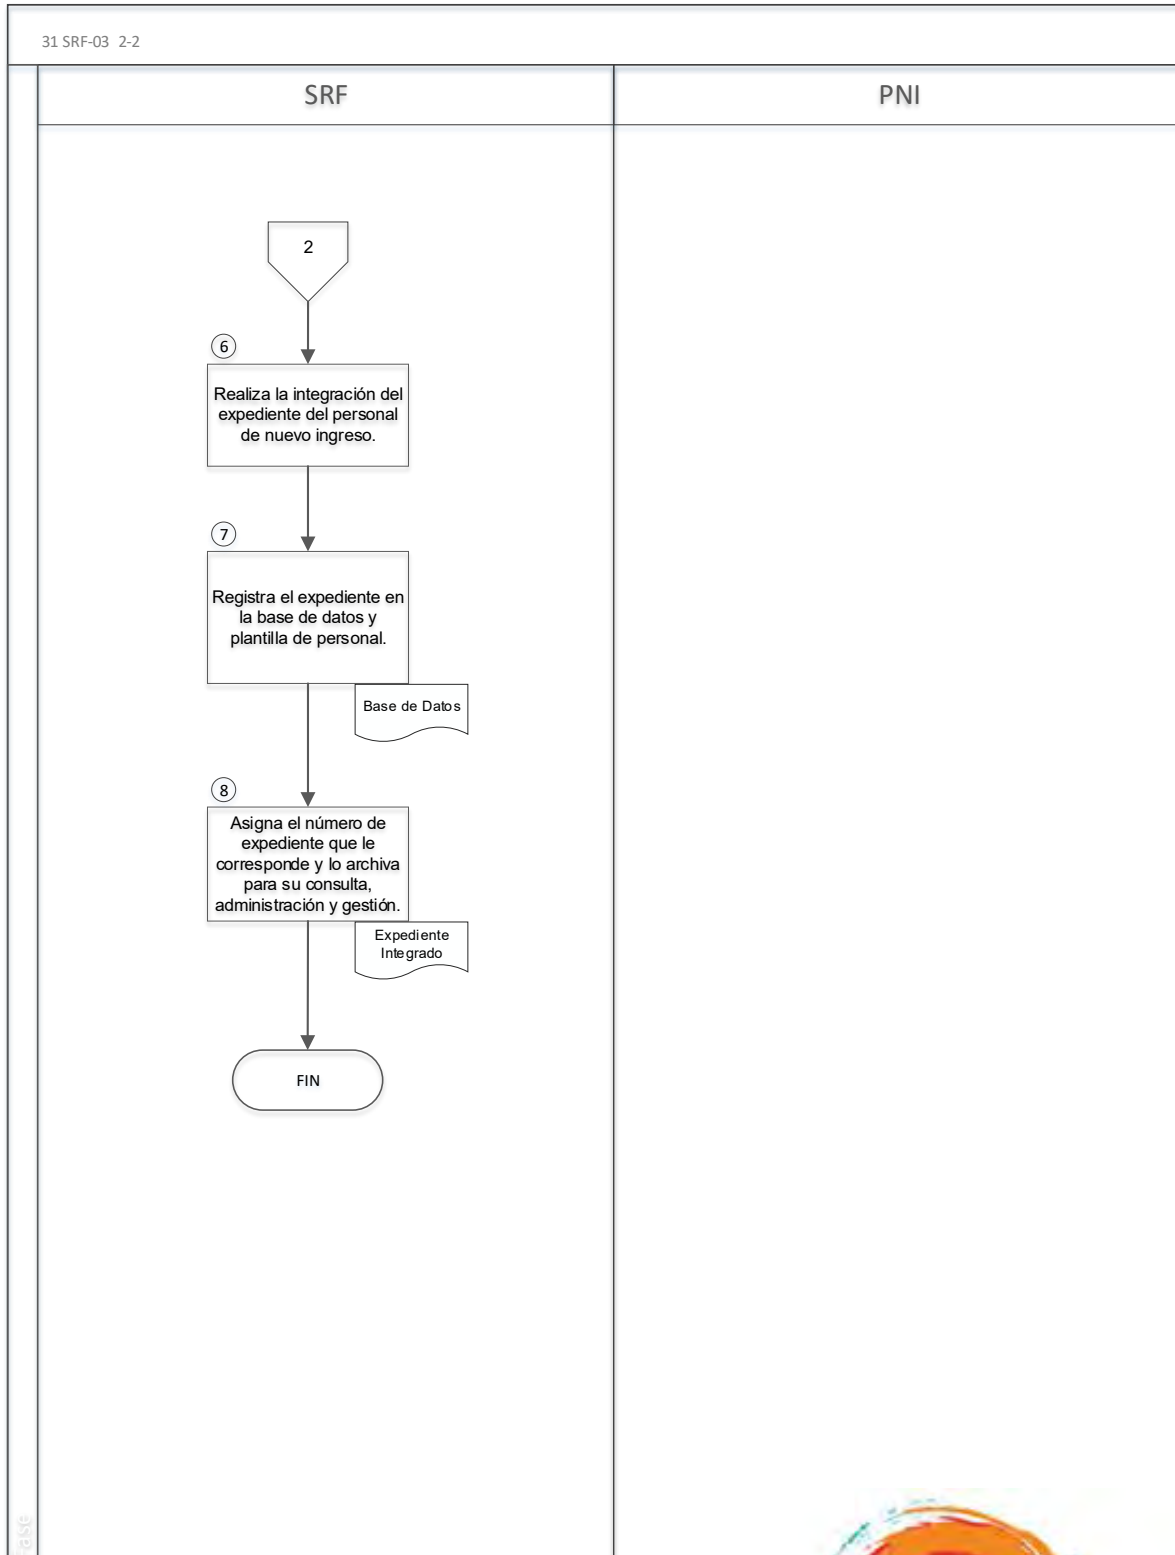 31 SRF-03 2-2
SRF
PNI
2
6
Realiza la integración del
expediente del personal
de nuevo ingreso.
7
Registra el expediente en
la base de datos y
plantilla de personal.
Base de Datos
8
Asigna el número de
expediente que le
corresponde y lo archiva
para su consulta,
administración y gestión.
Expediente
Integrado
FIN